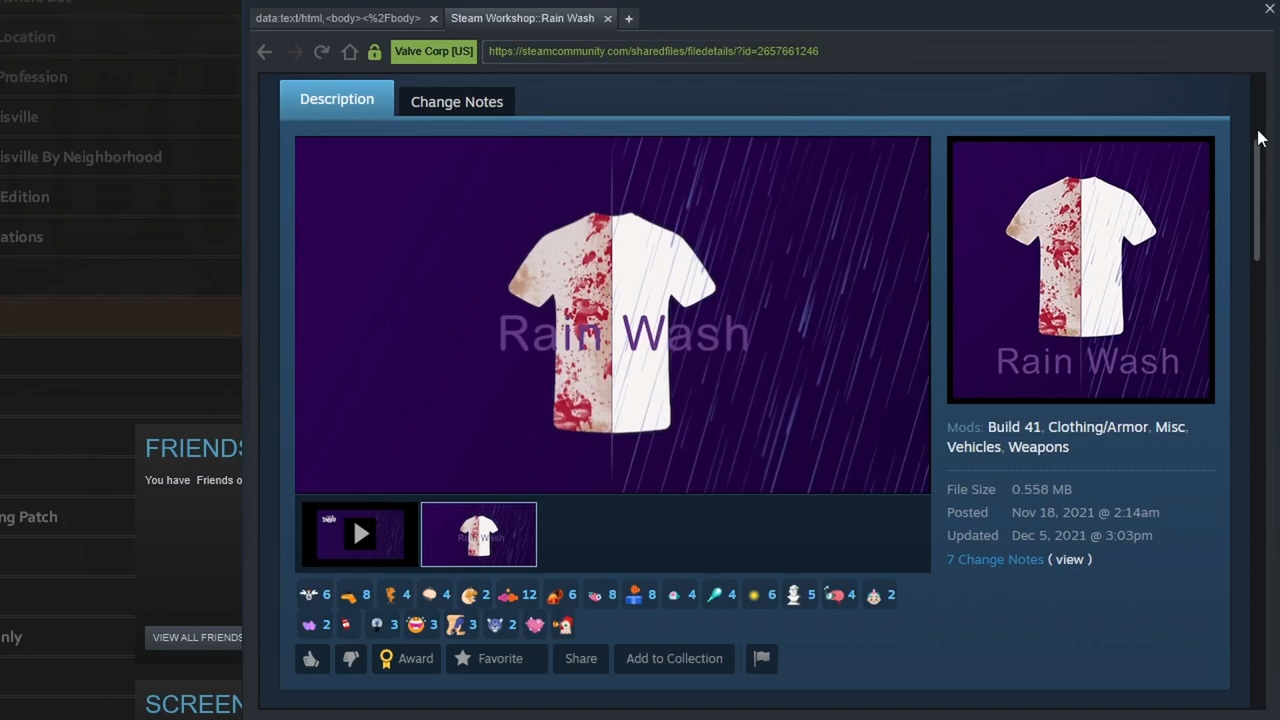 data:text/html,<body><%2Fbody>
Steam Workshop::Rain Wash
Location
Valve Corp [US]
https://steamcommunity.com/sharedfiles/filedetails/?id=2657661246
Profession
Description
Change Notes
isville
isville By Neighborhood
Edition
ations
Rain Wash
Rain Wash
Mods: Build 41, Clothing/Armor, Misc,
Vehicles, Weapons
FRIENDS
You have Friends o
File Size 0.558 MB
Posted Nov 18, 2021 @ 2:14am
Updated Dec 5, 2021 @ 3:03pm
7 Change Notes ( view )
ng Patch
Rain Wash
6 8 4 4 2 12 6 8 8 4 4 6 5 4 2
2 3 3 3 2
nly
VIEW ALL FRIENDS
Award
Favorite
Share
Add to Collection
SCREEN